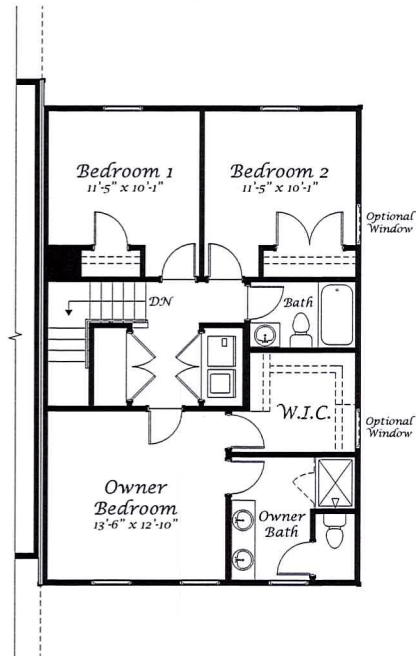 Bedroom 1
11'-5" x 10'-1"
Bedroom 2
11'-5" x 10'-1"
Optional
Window
DN
Bath
W.I.C.
Optional
Window
Owner
Bedroom
13'-6" x 12'-10"
Owner
Bath